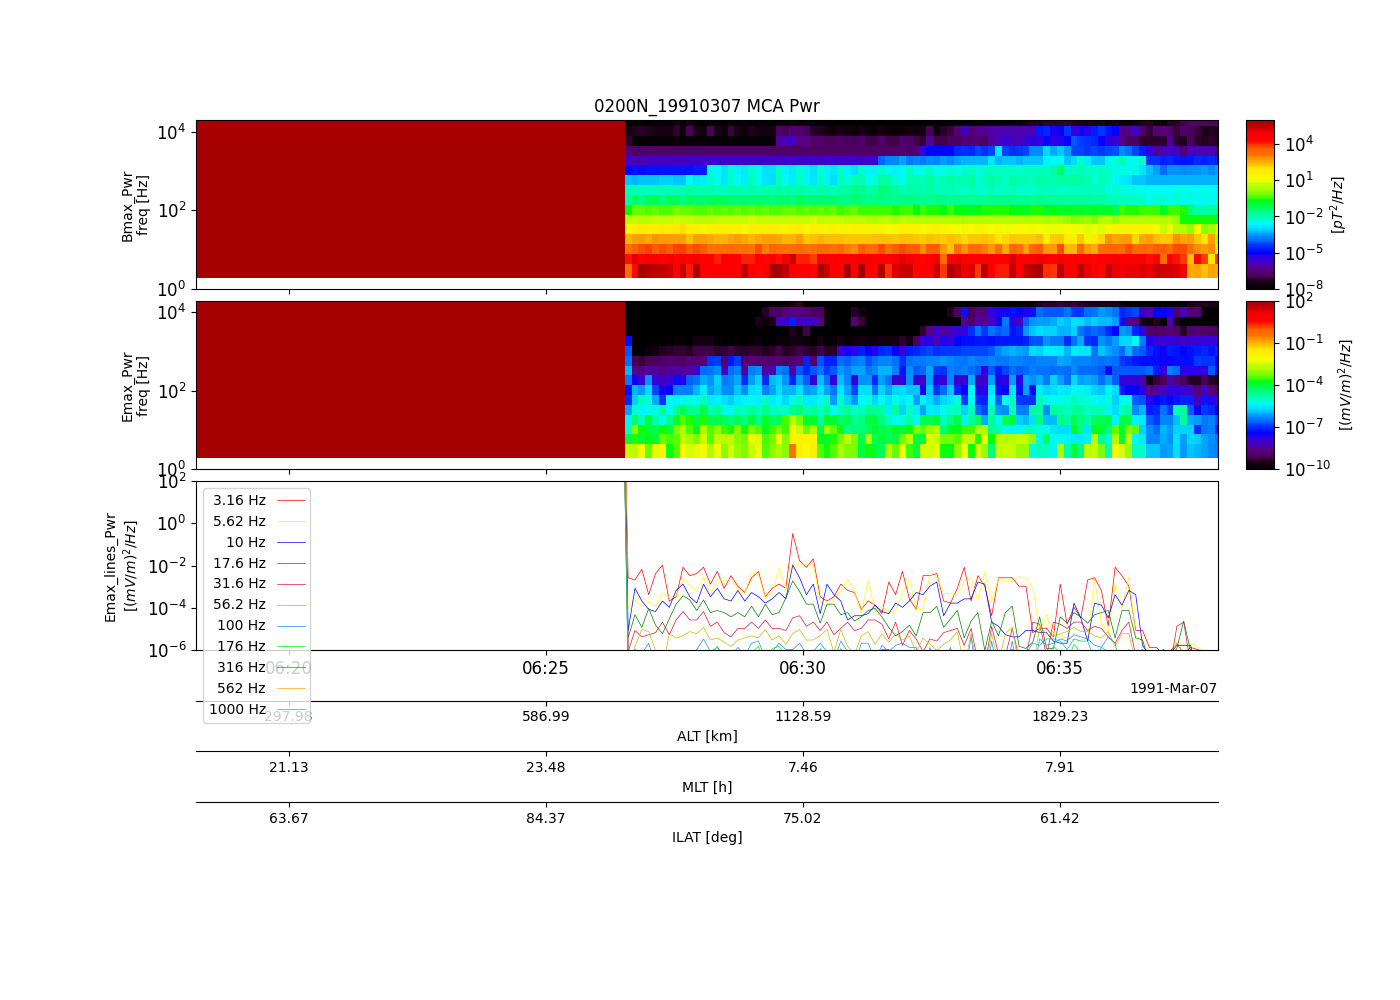 0200N_19910307 MCA Pwr
Bmax_Pwr
freq [Hz]
10^4
10^2
10^0
10^4
10^1
10^-2
10^-5
10^-8
[pT^2/Hz]
Emax_Pwr
freq [Hz]
10^4
10^2
10^0
10^2
10^-1
10^-4
10^-7
10^-10
[(mV/m)^2/Hz]
Emax_lines_Pwr
[(mV/m)^2/Hz]
10^2
10^0
10^-2
10^-4
10^-6
3.16 Hz
5.62 Hz
10 Hz
17.6 Hz
31.6 Hz
56.2 Hz
100 Hz
176 Hz
316 Hz
562 Hz
1000 Hz
06:20 06:25 06:30 06:35
1991-Mar-07
297.98 586.99 1128.59 1829.23
ALT [km]
21.13 23.48 7.46 7.91
MLT [h]
63.67 84.37 75.02 61.42
ILAT [deg]